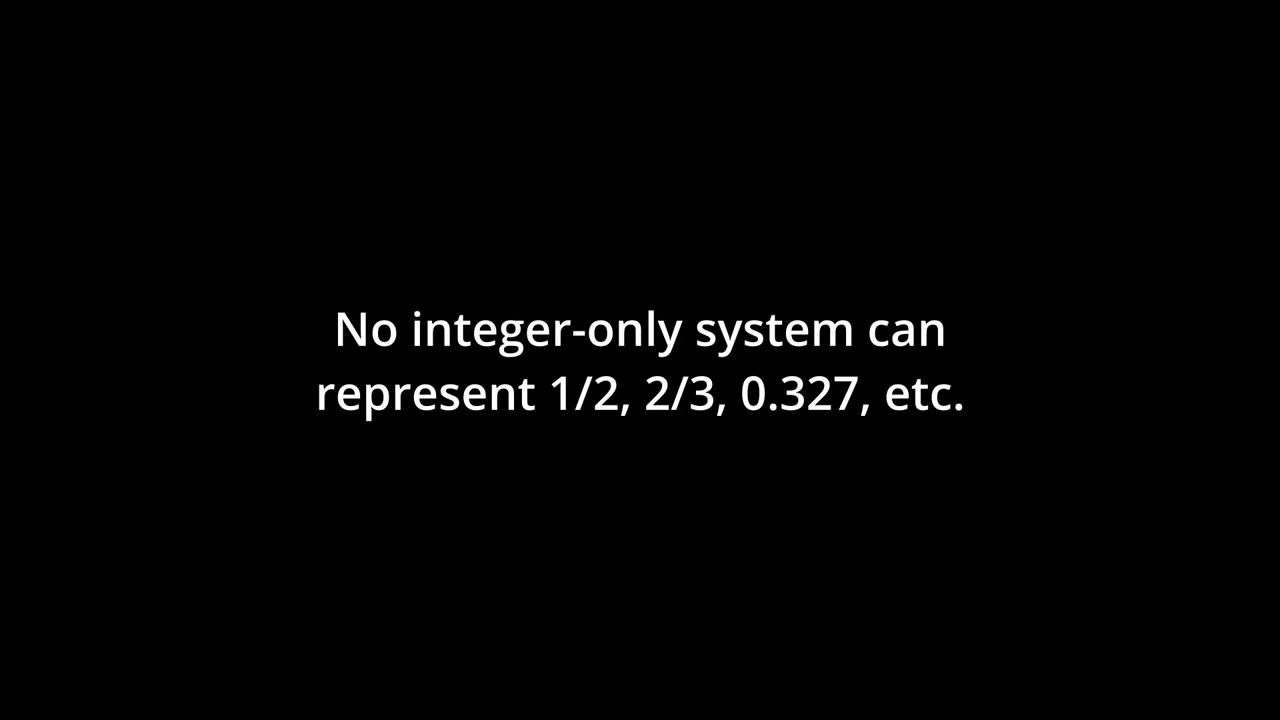 No integer-only system can
represent 1/2, 2/3, 0.327, etc.